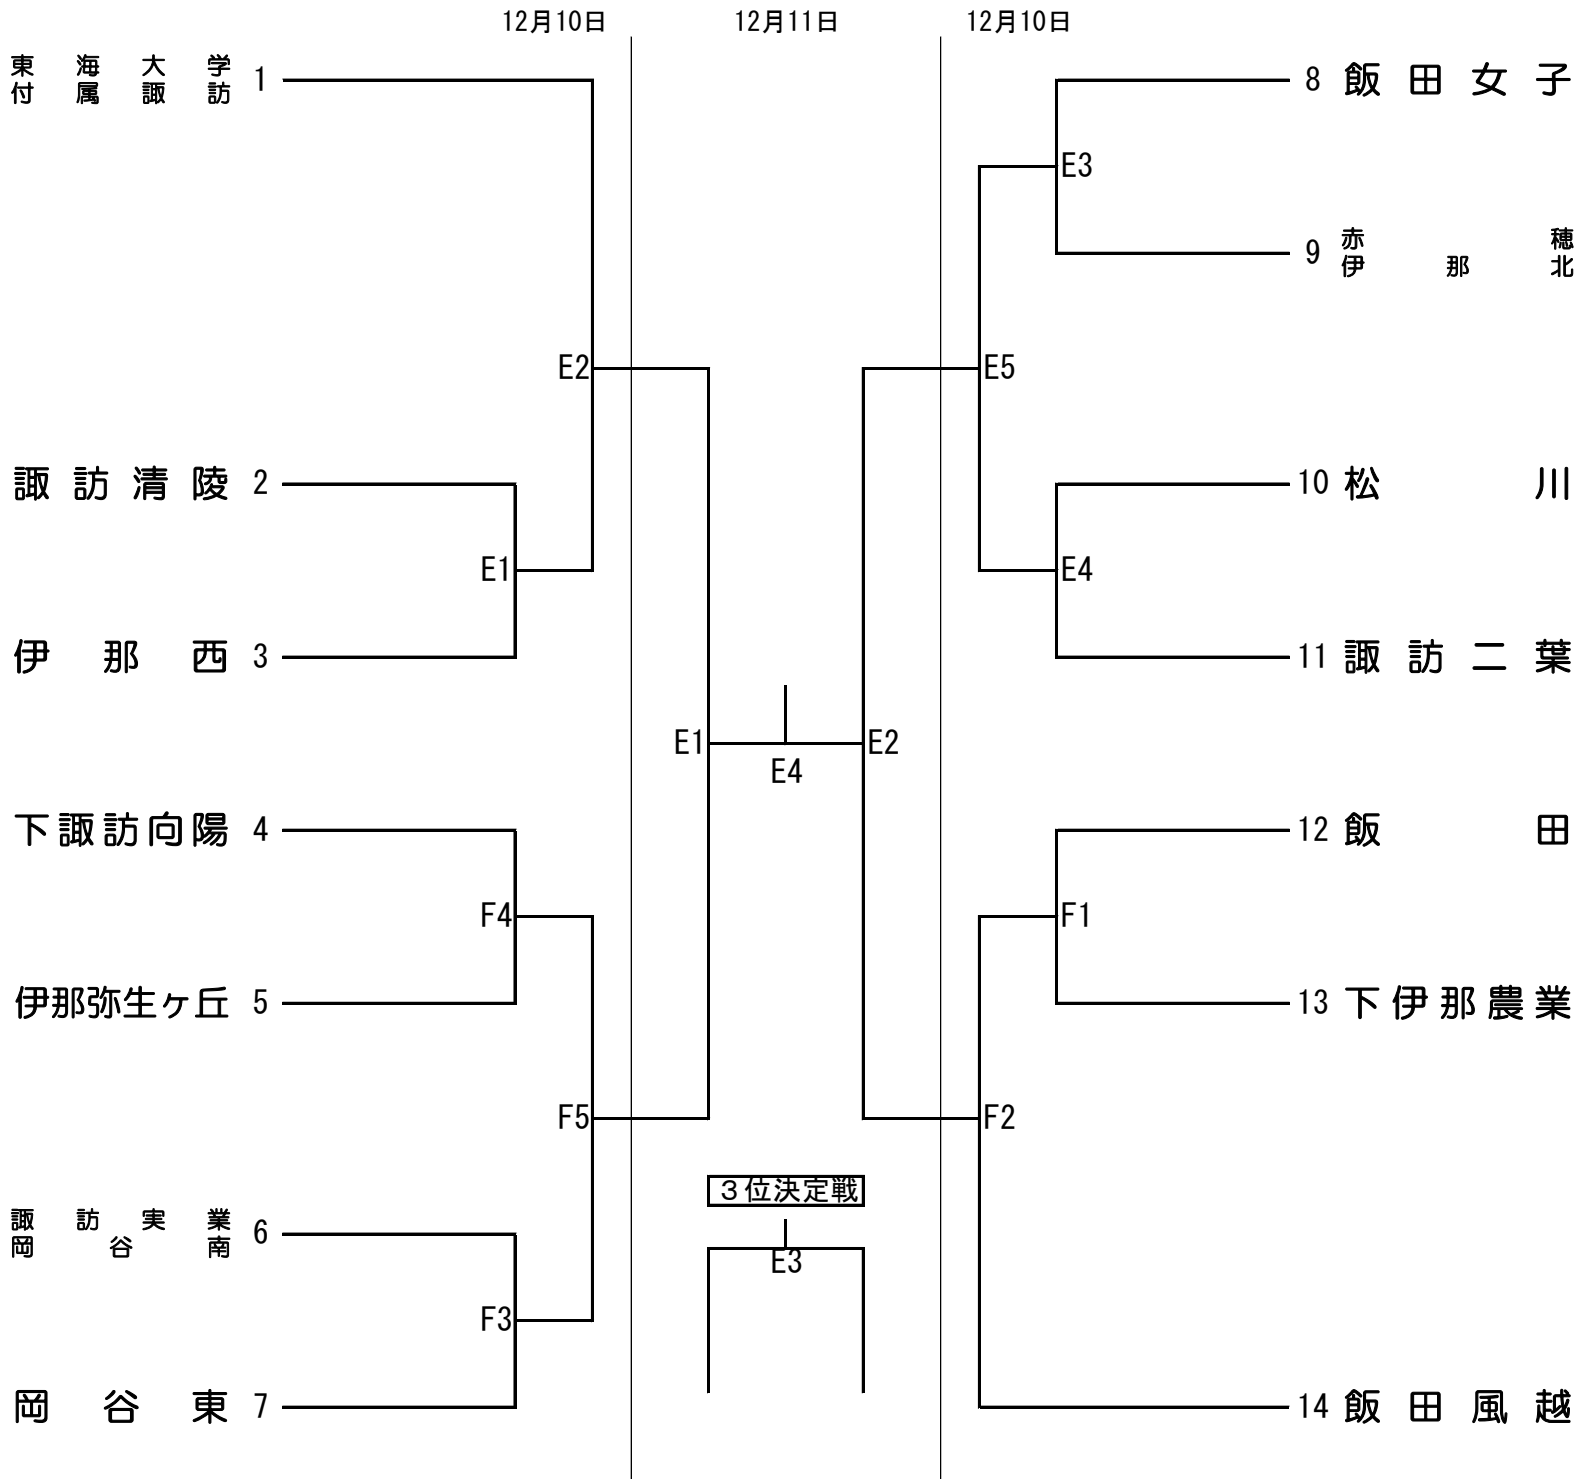 12月10日 12月11日 12月10日
東海大学
付属諏訪 1
8 飯田女子
E3
9 赤穂
伊那北
E2
E5
諏訪清陵 2
10 松川
E1
E4
伊那西 3
11 諏訪二葉
E1
E2
E4
下諏訪向陽 4
12 飯田
F4
F1
伊那弥生ヶ丘 5
13 下伊那農業
F5
F2
３位決定戦
諏訪実業
岡谷南 6
E3
F3
岡谷東 7
14 飯田風越